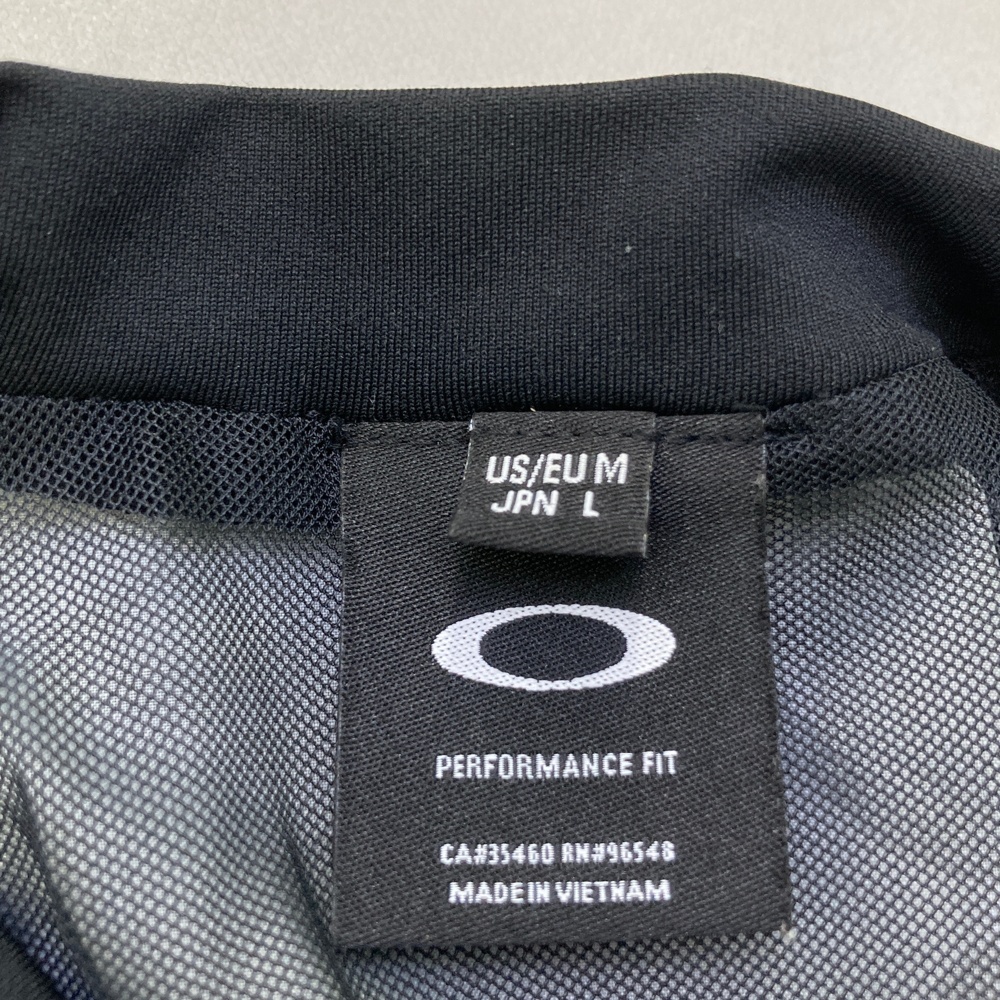 US/EU M
JPN L
PERFORMANCE FIT
CA#35460 RN#96548
MADE IN VIETNAM